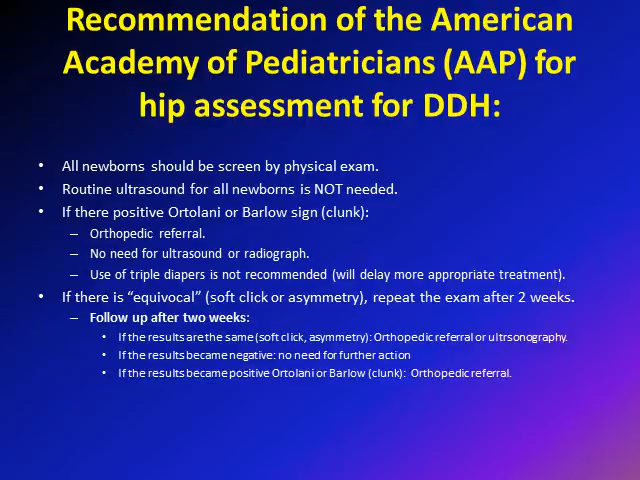 Recommendation of the American
Academy of Pediatricians (AAP) for
hip assessment for DDH:
• All newborns should be screen by physical exam.
• Routine ultrasound for all newborns is NOT needed.
• If there positive Ortolani or Barlow sign (clunk):
– Orthopedic referral.
– No need for ultrasound or radiograph.
– Use of triple diapers is not recommended (will delay more appropriate treatment).
• If there is “equivocal” (soft click or asymmetry), repeat the exam after 2 weeks.
– Follow up after two weeks:
• If the results are the same (soft click, asymmetry): Orthopedic referral or ultrsonography.
• If the results became negative: no need for further action
• If the results became positive Ortolani or Barlow (clunk): Orthopedic referral.